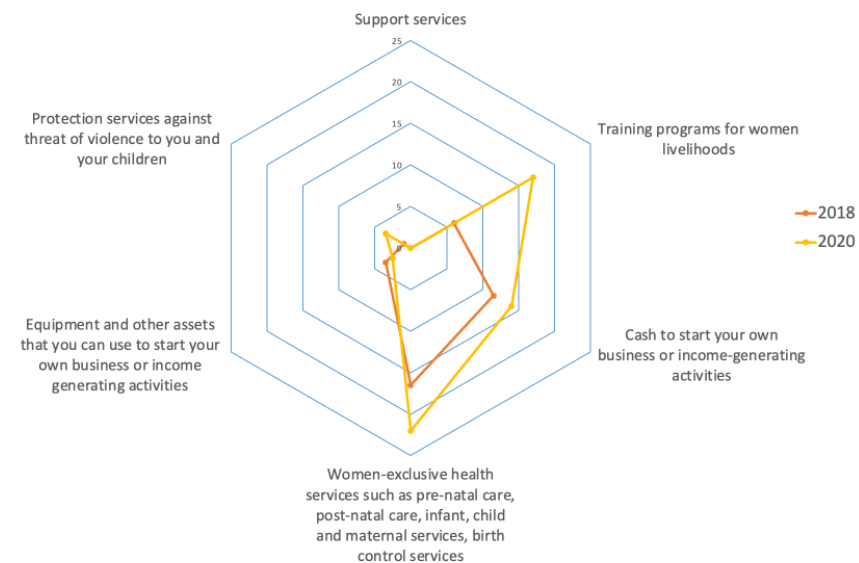 Support services
25
20
15
10
5
0
Protection services against
threat of violence to you and
your children
Training programs for women
livelihoods
2018
2020
Equipment and other assets
that you can use to start your
own business or income
generating activities
Cash to start your own
business or income-generating
activities
Women-exclusive health
services such as pre-natal care,
post-natal care, infant, child
and maternal services, birth
control services